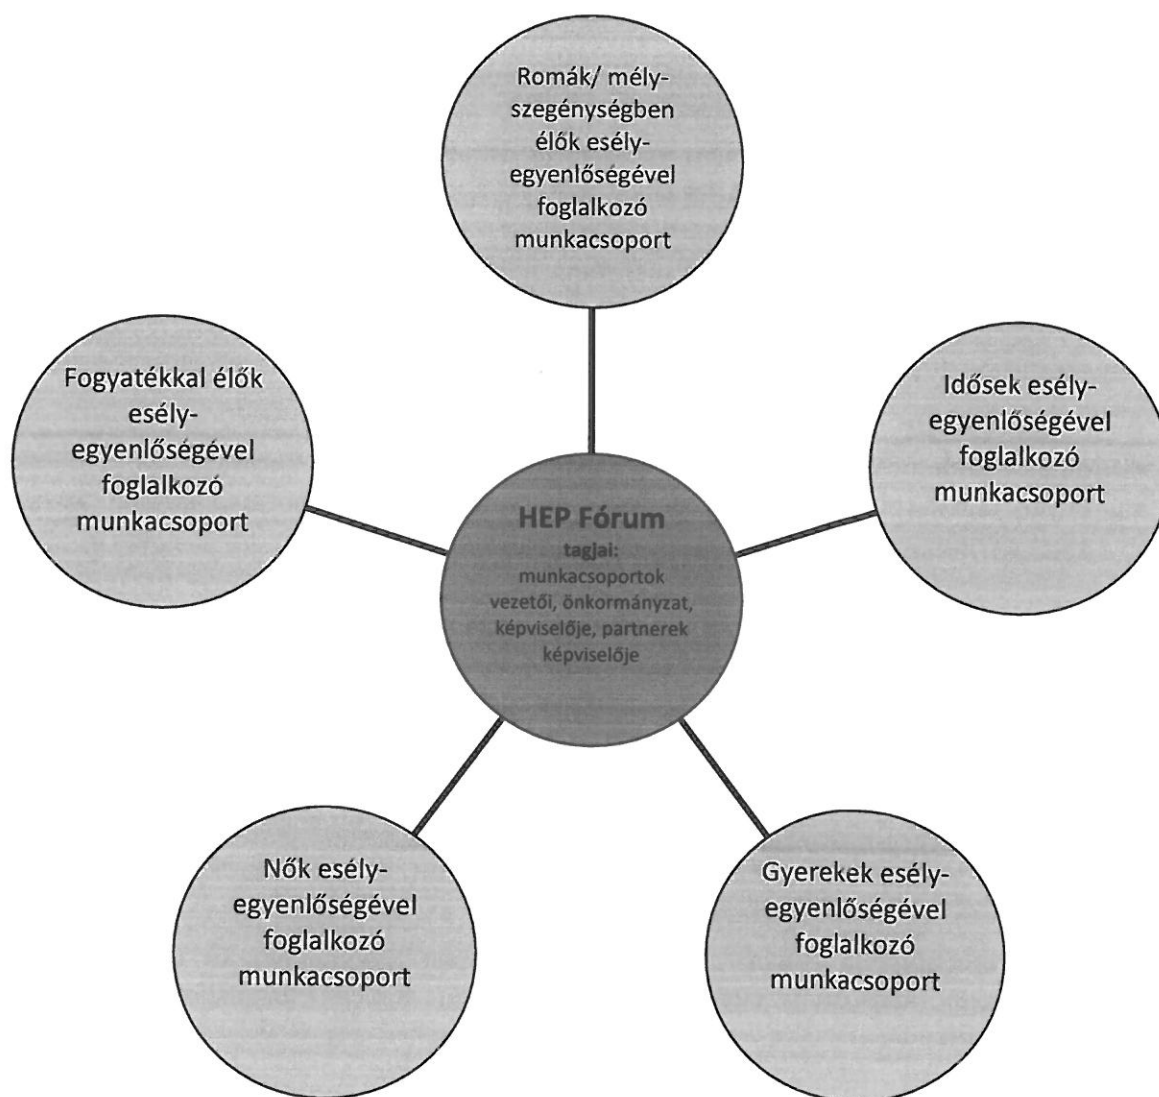 Romák/ mély-
szegénységben
élők esély-
egyenlőségével
foglalkozó
munkacsoport
Fogyatékkal élők
esély-
egyenlőségével
foglalkozó
munkacsoport
Idősek esély-
egyenlőségével
foglalkozó
munkacsoport
HEP Fórum
tagjai:
munkacsoportok
vezetői, önkormányzat,
képviselője, partnerek
képviselője
Nők esély-
egyenlőségével
foglalkozó
munkacsoport
Gyerekek esély-
egyenlőségével
foglalkozó
munkacsoport